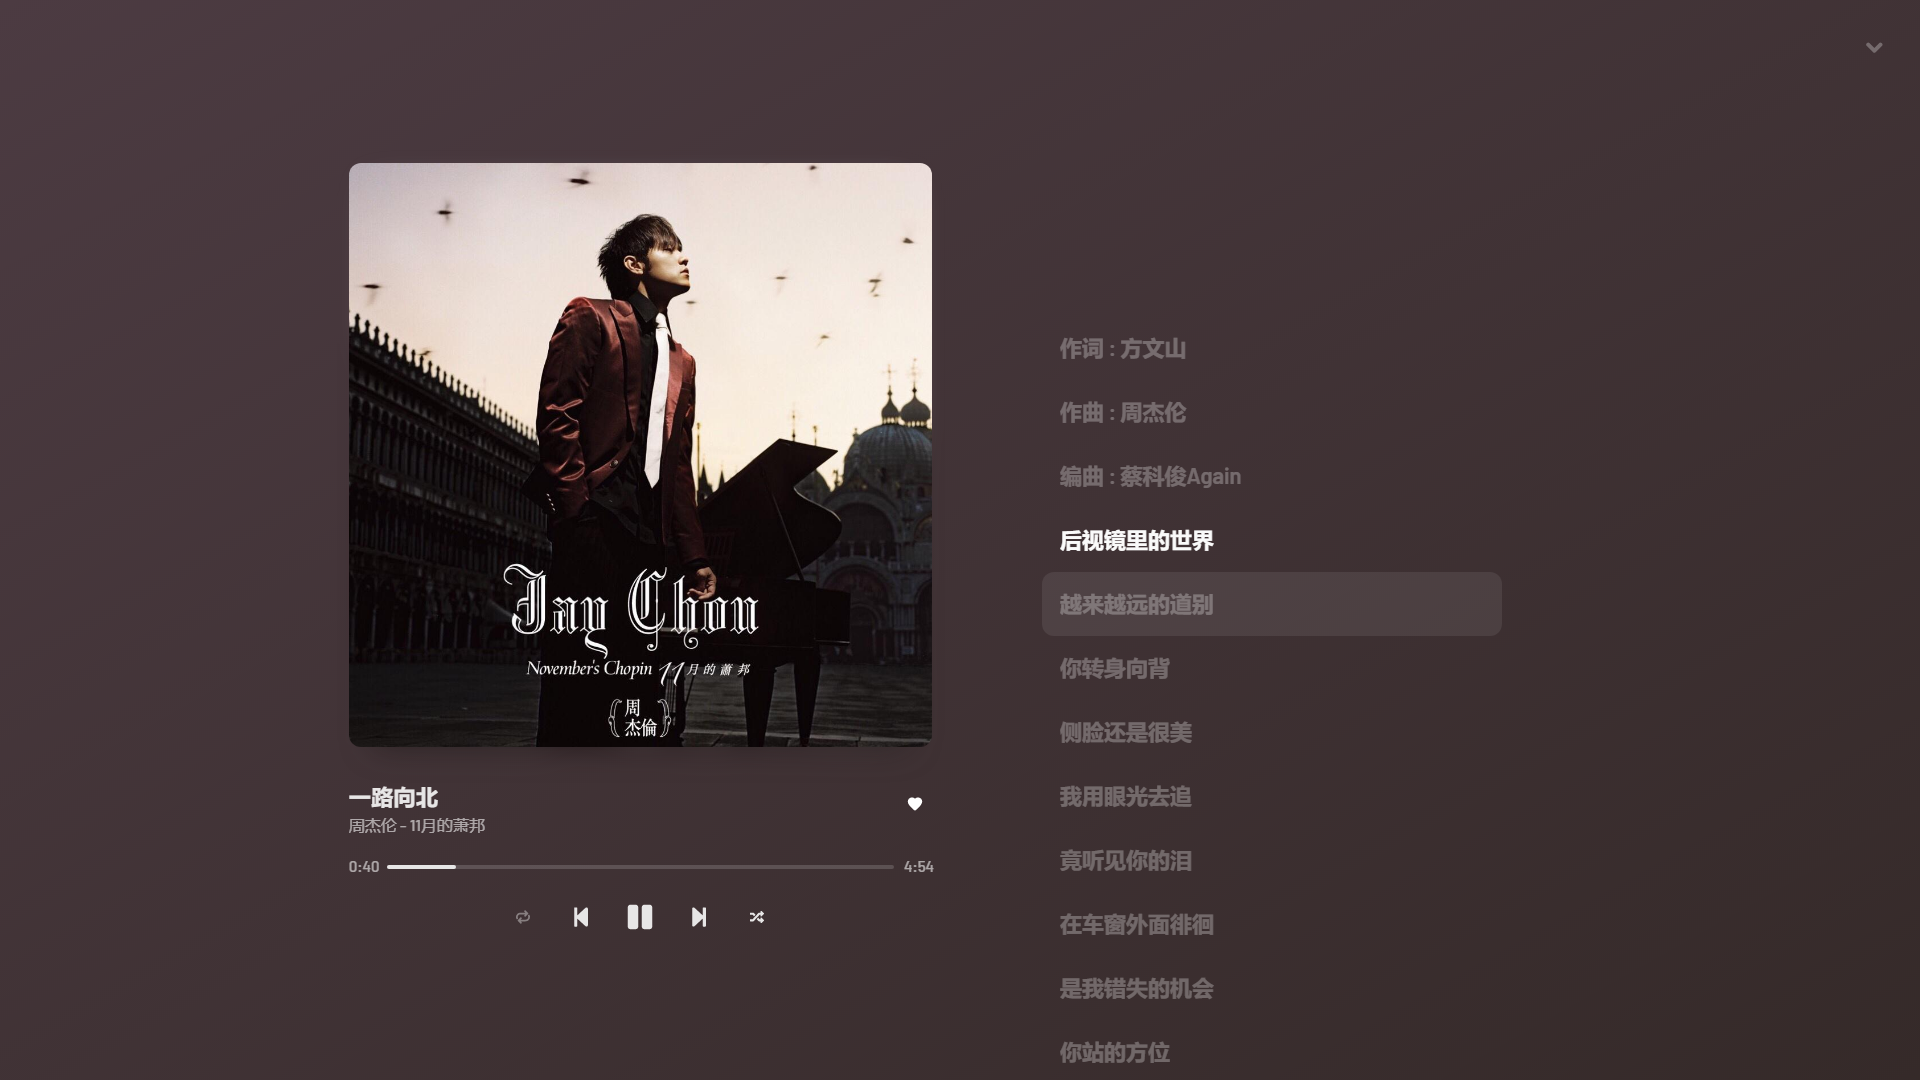 Jay Chou
November's Chopin 11月的蕭邦
周
杰倫
一路向北
周杰伦 - 11月的萧邦
0:40
4:54
作词 : 方文山
作曲 : 周杰伦
编曲 : 蔡科俊Again
后视镜里的世界
越来越远的道别
你转身向背
侧脸还是很美
我用眼光去追
竟听见你的泪
在车窗外面徘徊
是我错失的机会
你站的方位